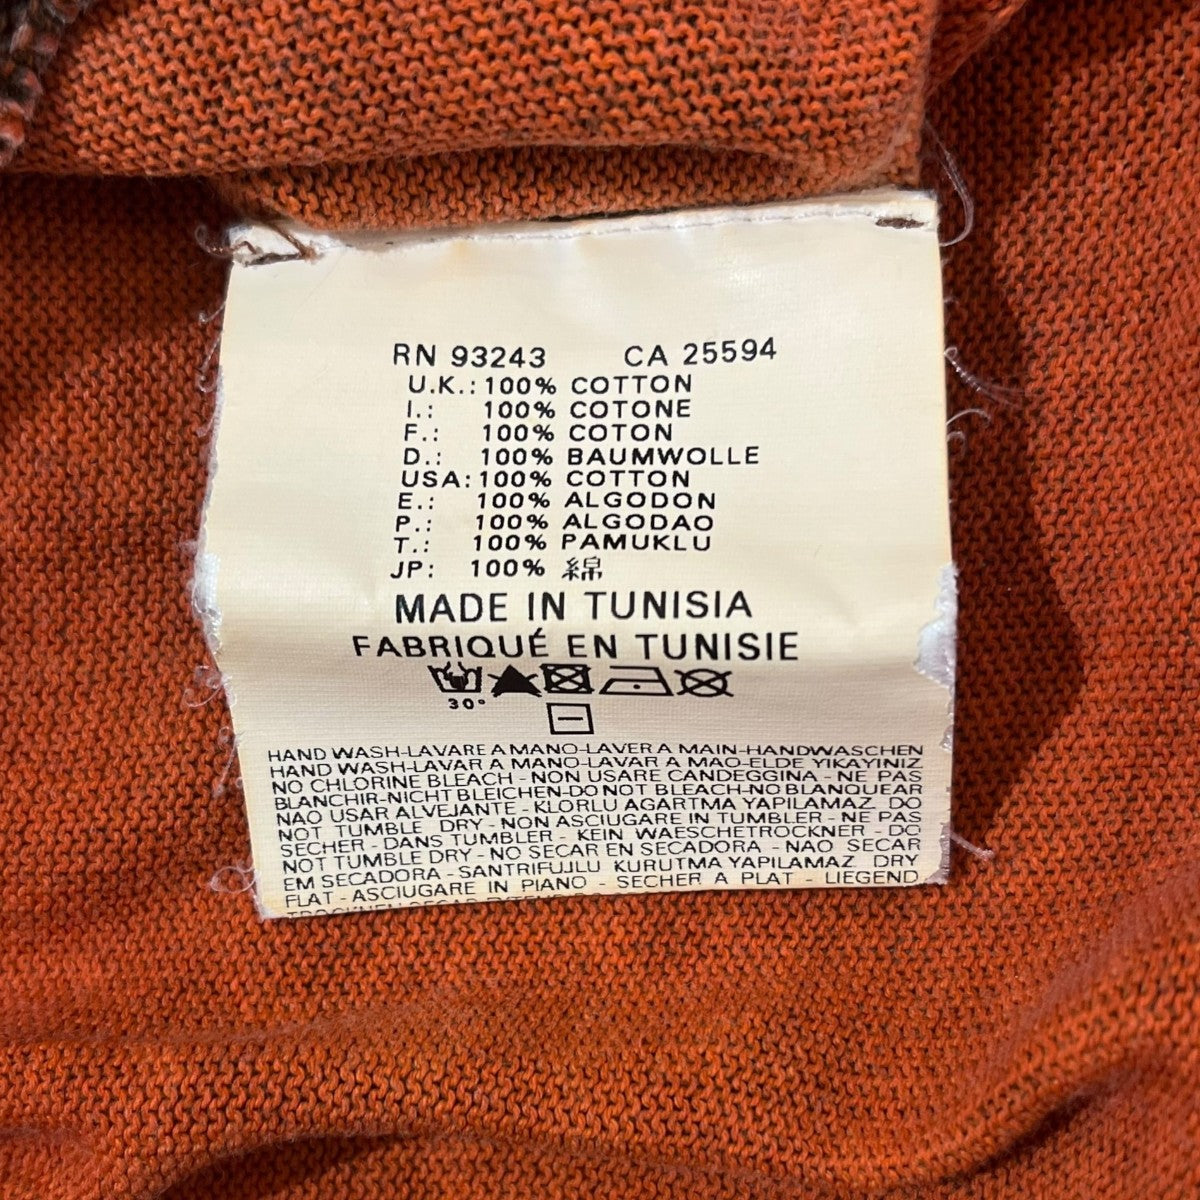 RN 93243 CA 25594
U.K.: 100% COTTON
I.: 100% COTONE
F.: 100% COTON
D.: 100% BAUMWOLLE
USA: 100% COTTON
E.: 100% ALGODON
P.: 100% ALGODAO
T.: 100% PAMUKLU
JP: 100% 綿
MADE IN TUNISIA
FABRIQUÉ EN TUNISIE
30°
HAND WASH-LAVARE A MANO-LAVER A MAIN-HANDWASCHEN
HAND WASH-LAVAR A MANO-LAVAR A MAO-ELDE YIKAYINIZ
NO CHLORINE BLEACH - NON USARE CANDEGGINA - NE PAS
BLANCHIR-NICHT BLEICHEN-DO NOT BLEACH-NO BLANQUEAR
NAO USAR ALVEJANTE - KLORLU AGARTMA YAPILAMAZ DO
NOT TUMBLE DRY - NON ASCIUGARE IN TUMBLER - NE PAS
SECHER - DANS TUMBLER - KEIN WAESCHETROCKNER - DO
NOT TUMBLE DRY - NO SECAR EN SECADORA - NAO SECAR
EM SECADORA - SANTRIFUJLU KURUTMA YAPILMAZ DRY
FLAT - ASCIUGARE IN PIANO - SECHER A PLAT - LIEGEND